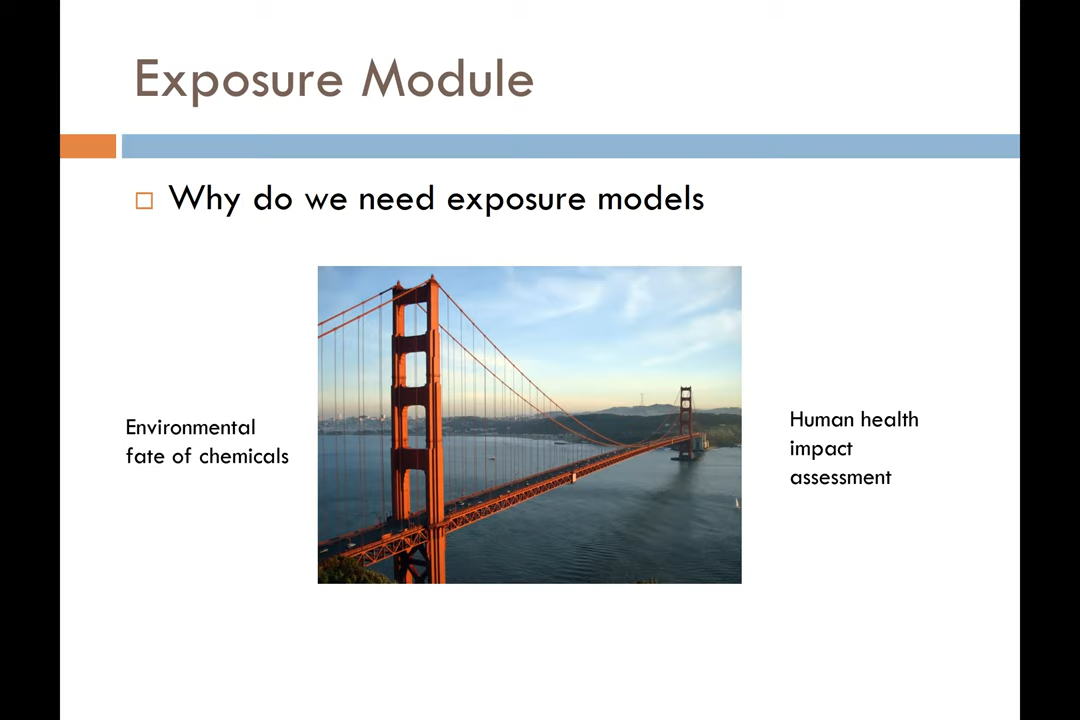 Exposure Module
Why do we need exposure models
Environmental
fate of chemicals
Human health
impact
assessment